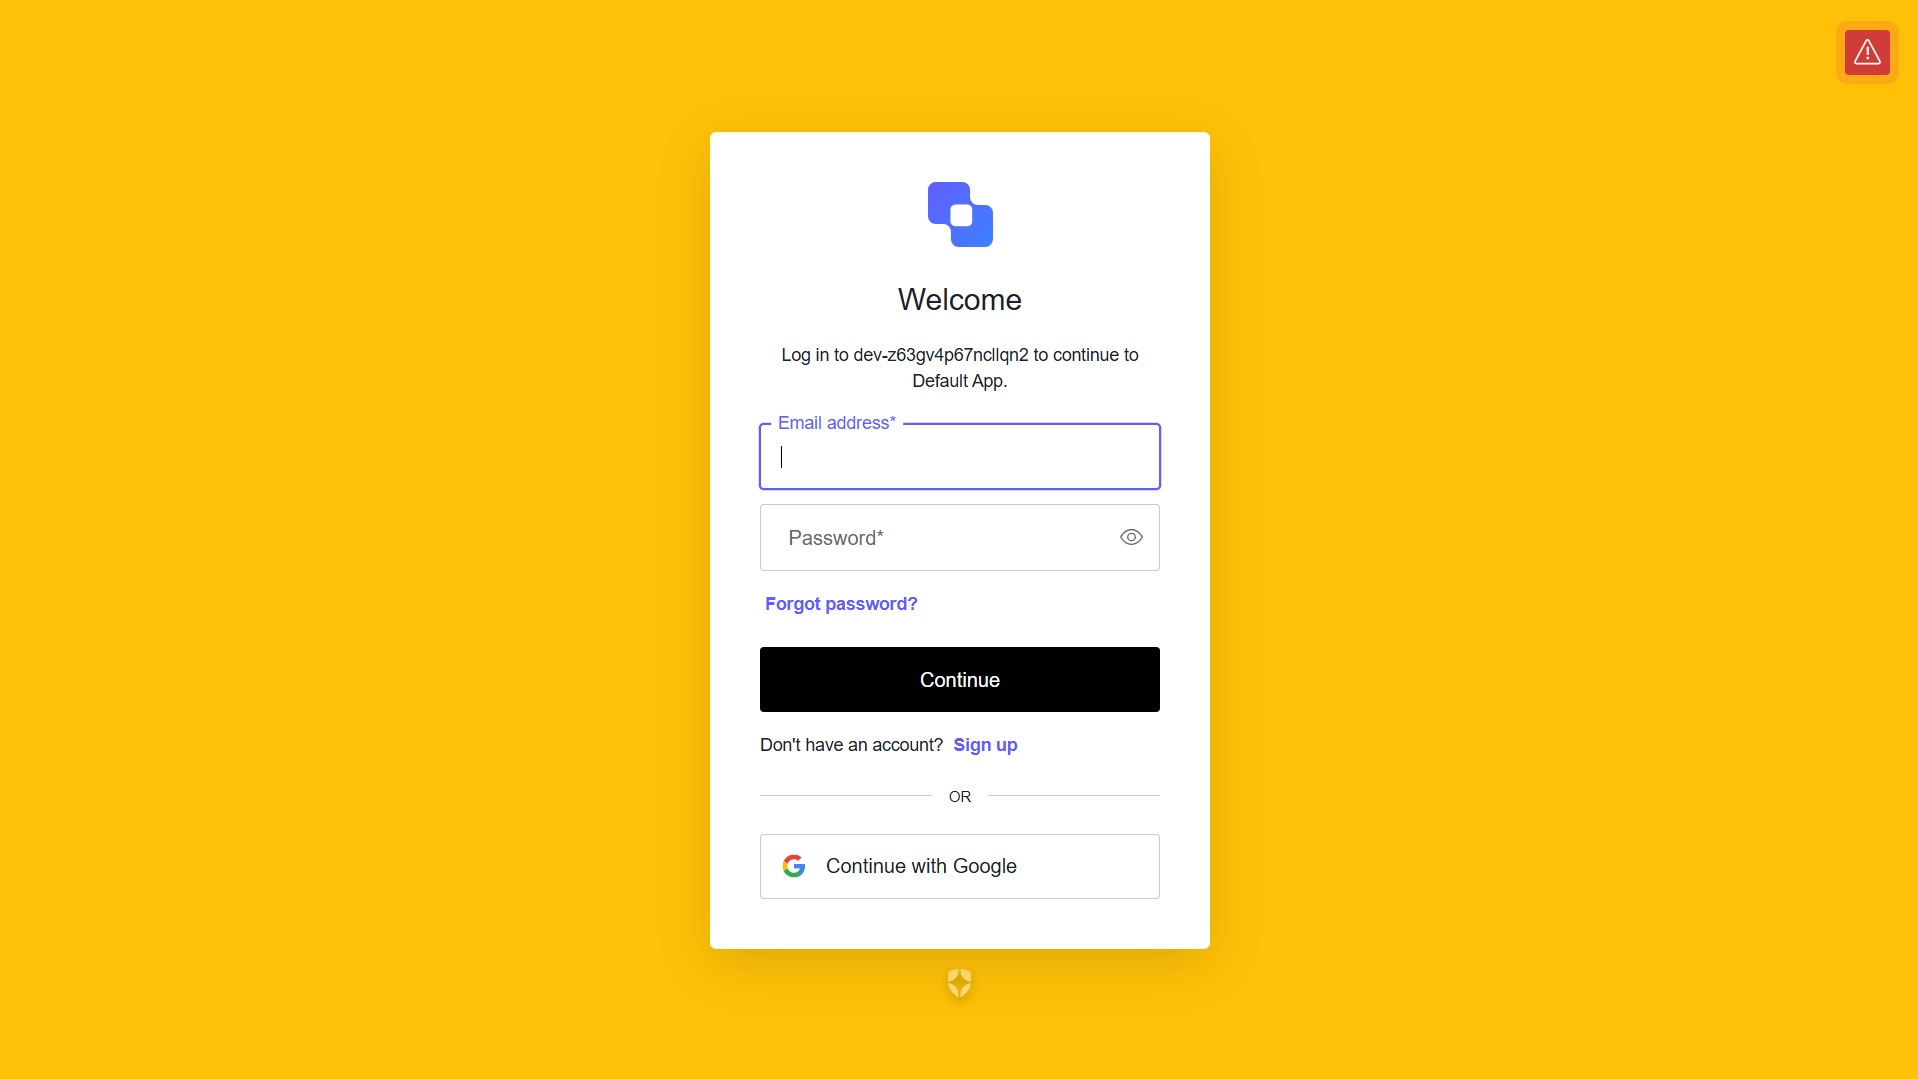 Welcome
Log in to dev-z63gv4p67ncllqn2 to continue to
Default App.
Email address*
Password*
Forgot password?
Continue
Don't have an account? Sign up
OR
Continue with Google